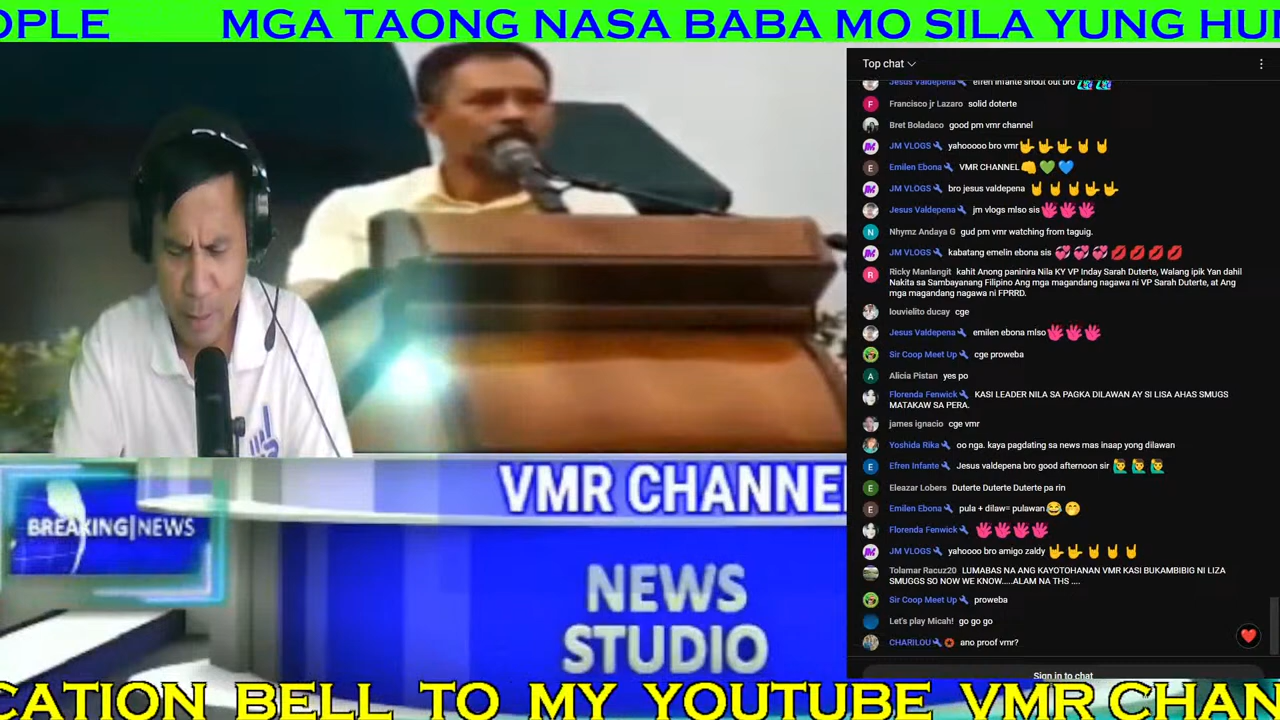 OPLE MGA TAONG NASA BABA MO SILA YUNG HU
Top chat
Jesus Valdepena efren infante shout out bro
Francisco jr Lazaro solid doterte
Bret Boladaco good pm vmr channel
JM VLOGS yahooooo bro vmr
Emilen Ebona VMR CHANNEL
JM VLOGS bro jesus valdepena
Jesus Valdepena jm vlogs mlso sis
Nhymz Andaya G gud pm vmr watching from taguig.
JM VLOGS kabatang emelin ebona sis
Ricky Manlangit kahit Anong paninira Nila KY VP Inday Sarah Duterte, Walang ipik Yan dahil
Nakita sa Sambayanang Filipino Ang mga magandang nagawa ni VP Sarah Duterte, at Ang
mga magandang nagawa ni FPRRD.
louvielito ducay cge
Jesus Valdepena emilen ebona mlso
Sir Coop Meet Up cge proweba
Alicia Pistan yes po
Florenda Fenwick KASI LEADER NILA SA PAGKA DILAWAN AY SI LISA AHAS SMUGS
MATAKAW SA PERA.
james ignacio cge vmr
Yoshida Rika oo nga. kaya pagdating sa news mas inaap yong dilawan
Efren Infante Jesus valdepena bro good afternoon sir
Eleazar Lobers Duterte Duterte Duterte pa rin
Emilen Ebona pula + dilaw= pulawan
Florenda Fenwick
JM VLOGS yahoooo bro amigo zaldy
Tolamar Racuz20 LUMABAS NA ANG KAYOTOHANAN VMR KASI BUKAMBIBIG NI LIZA
SMUGGS SO NOW WE KNOW.....ALAM NA THS ....
Sir Coop Meet Up proweba
Let's play Micah! go go go
CHARILOU ano proof vmr?
Sign in to chat
VMR CHANNE
BREAKING|NEWS
NEWS
STUDIO
CATION BELL TO MY YOUTUBE VMR CHAN